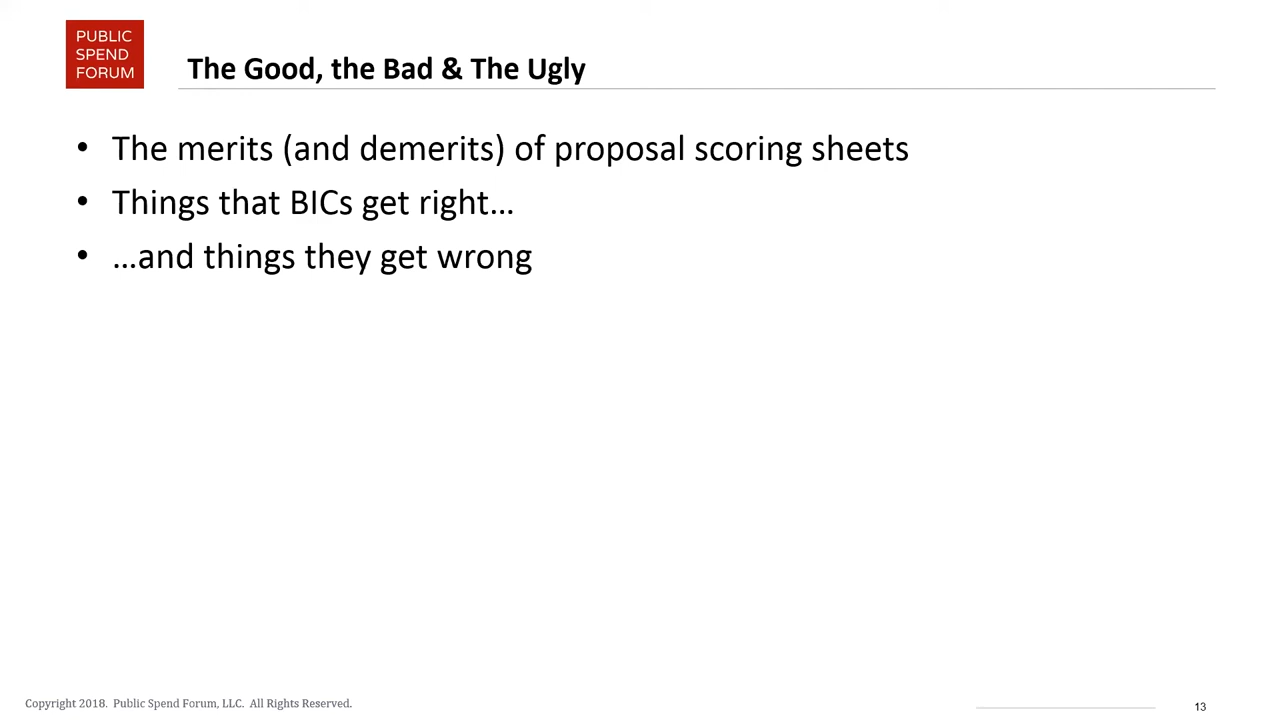 PUBLIC
SPEND
FORUM
The Good, the Bad & The Ugly
• The merits (and demerits) of proposal scoring sheets
• Things that BICs get right…
• …and things they get wrong
Copyright 2018. Public Spend Forum, LLC. All Rights Reserved.
13